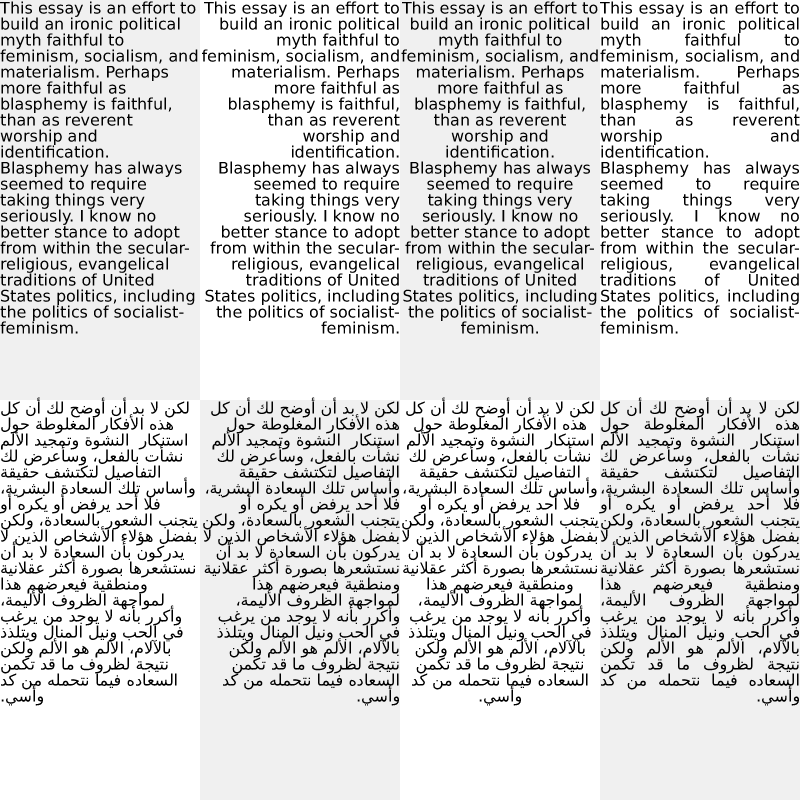 This essay is an effort to
build an ironic political
myth faithful to
feminism, socialism, and
materialism. Perhaps
more faithful as
blasphemy is faithful,
than as reverent
worship and
identification.
Blasphemy has always
seemed to require
taking things very
seriously. I know no
better stance to adopt
from within the secular-
religious, evangelical
traditions of United
States politics, including
the politics of socialist-
feminism.
This essay is an effort to
build an ironic political
myth faithful to
feminism, socialism, and
materialism. Perhaps
more faithful as
blasphemy is faithful,
than as reverent
worship and
identification.
Blasphemy has always
seemed to require
taking things very
seriously. I know no
better stance to adopt
from within the secular-
religious, evangelical
traditions of United
States politics, including
the politics of socialist-
feminism.
This essay is an effort to
build an ironic political
myth faithful to
feminism, socialism, and
materialism. Perhaps
more faithful as
blasphemy is faithful,
than as reverent
worship and
identification.
Blasphemy has always
seemed to require
taking things very
seriously. I know no
better stance to adopt
from within the secular-
religious, evangelical
traditions of United
States politics, including
the politics of socialist-
feminism.
This essay is an effort to
build an ironic political
myth faithful to
feminism, socialism, and
materialism. Perhaps
more faithful as
blasphemy is faithful,
than as reverent
worship and
identification.
Blasphemy has always
seemed to require
taking things very
seriously. I know no
better stance to adopt
from within the secular-
religious, evangelical
traditions of United
States politics, including
the politics of socialist-
feminism.
لكن لا بد أن أوضح لك أن كل
هذه الأفكار المغلوطة حول
استنكار النشوة وتمجيد الألم
نشأت بالفعل، وسأعرض لك
التفاصيل لتكتشف حقيقة
وأساس تلك السعادة البشرية،
فلا أحد يرفض أو يكره أو
يتجنب الشعور بالسعادة، ولكن
بفضل هؤلاء الأشخاص الذين لا
يدركون بأن السعادة لا بد أن
نستشعرها بصورة أكثر عقلانية
ومنطقية فيعرضهم هذا
لمواجهة الظروف الأليمة،
وأكرر بأنه لا يوجد من يرغب
في الحب ونيل المنال ويتلذذ
بالآلام، الألم هو الألم ولكن
نتيجة لظروف ما قد تكمن
السعاده فيما نتحمله من كد
وأسي.
لكن لا بد أن أوضح لك أن كل
هذه الأفكار المغلوطة حول
استنكار النشوة وتمجيد الألم
نشأت بالفعل، وسأعرض لك
التفاصيل لتكتشف حقيقة
وأساس تلك السعادة البشرية،
فلا أحد يرفض أو يكره أو
يتجنب الشعور بالسعادة، ولكن
بفضل هؤلاء الأشخاص الذين لا
يدركون بأن السعادة لا بد أن
نستشعرها بصورة أكثر عقلانية
ومنطقية فيعرضهم هذا
لمواجهة الظروف الأليمة،
وأكرر بأنه لا يوجد من يرغب
في الحب ونيل المنال ويتلذذ
بالآلام، الألم هو الألم ولكن
نتيجة لظروف ما قد تكمن
السعاده فيما نتحمله من كد
وأسي.
لكن لا بد أن أوضح لك أن كل
هذه الأفكار المغلوطة حول
استنكار النشوة وتمجيد الألم
نشأت بالفعل، وسأعرض لك
التفاصيل لتكتشف حقيقة
وأساس تلك السعادة البشرية،
فلا أحد يرفض أو يكره أو
يتجنب الشعور بالسعادة، ولكن
بفضل هؤلاء الأشخاص الذين لا
يدركون بأن السعادة لا بد أن
نستشعرها بصورة أكثر عقلانية
ومنطقية فيعرضهم هذا
لمواجهة الظروف الأليمة،
وأكرر بأنه لا يوجد من يرغب
في الحب ونيل المنال ويتلذذ
بالآلام، الألم هو الألم ولكن
نتيجة لظروف ما قد تكمن
السعاده فيما نتحمله من كد
وأسي.
لكن لا بد أن أوضح لك أن كل
هذه الأفكار المغلوطة حول
استنكار النشوة وتمجيد الألم
نشأت بالفعل، وسأعرض لك
التفاصيل لتكتشف حقيقة
وأساس تلك السعادة البشرية،
فلا أحد يرفض أو يكره أو
يتجنب الشعور بالسعادة، ولكن
بفضل هؤلاء الأشخاص الذين لا
يدركون بأن السعادة لا بد أن
نستشعرها بصورة أكثر عقلانية
ومنطقية فيعرضهم هذا
لمواجهة الظروف الأليمة،
وأكرر بأنه لا يوجد من يرغب
في الحب ونيل المنال ويتلذذ
بالآلام، الألم هو الألم ولكن
نتيجة لظروف ما قد تكمن
السعاده فيما نتحمله من كد
وأسي.